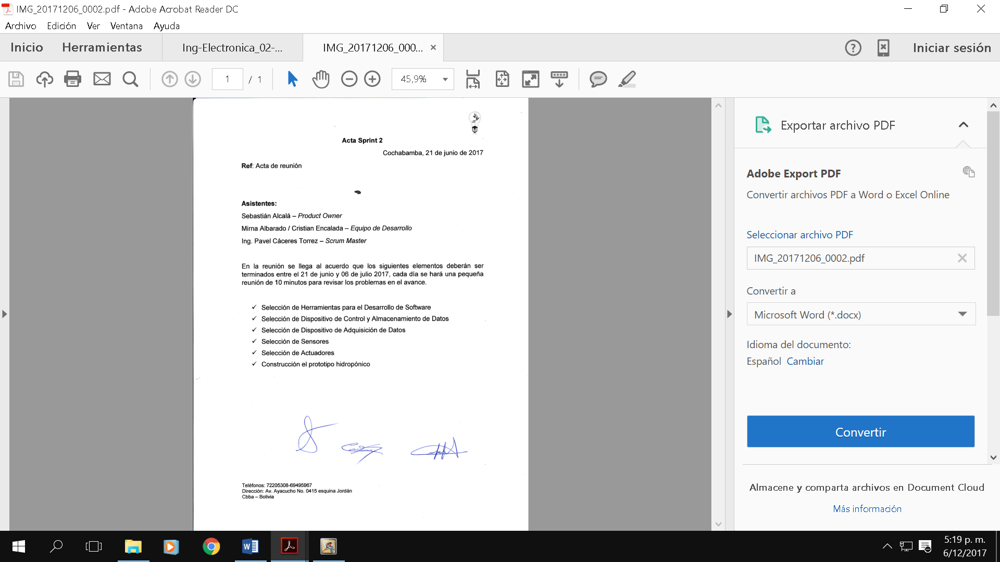 IMG_20171206_0002.pdf - Adobe Acrobat Reader DC
Archivo Edición Ver Ventana Ayuda
Inicio Herramientas Ing-Electronica_02-... IMG_20171206_000... Iniciar sesión
1 / 1 45,9%
Acta Sprint 2
Cochabamba, 21 de junio de 2017
Ref: Acta de reunión
Asistentes:
Sebastián Alcalá – Product Owner
Mirna Albarado / Cristian Encalada – Equipo de Desarrollo
Ing. Pavel Cáceres Torrez – Scrum Master
En la reunión se llega al acuerdo que los siguientes elementos deberán ser
terminados entre el 21 de junio y 06 de julio 2017, cada día se hará una pequeña
reunión de 10 minutos para revisar los problemas en el avance.
✓ Selección de Herramientas para el Desarrollo de Software
✓ Selección de Dispositivo de Control y Almacenamiento de Datos
✓ Selección de Dispositivo de Adquisición de Datos
✓ Selección de Sensores
✓ Selección de Actuadores
✓ Construcción el prototipo hidropónico
Teléfonos: 72205308-69495967
Dirección: Av. Ayacucho No. 0415 esquina Jordán
Cbba – Bolivia
Exportar archivo PDF
Adobe Export PDF
Convertir archivos PDF a Word o Excel Online
Seleccionar archivo PDF
IMG_20171206_0002.pdf
Convertir a
Microsoft Word (*.docx)
Idioma del documento:
Español Cambiar
Convertir
Almacene y comparta archivos en Document Cloud
Más información
5:19 p. m.
6/12/2017